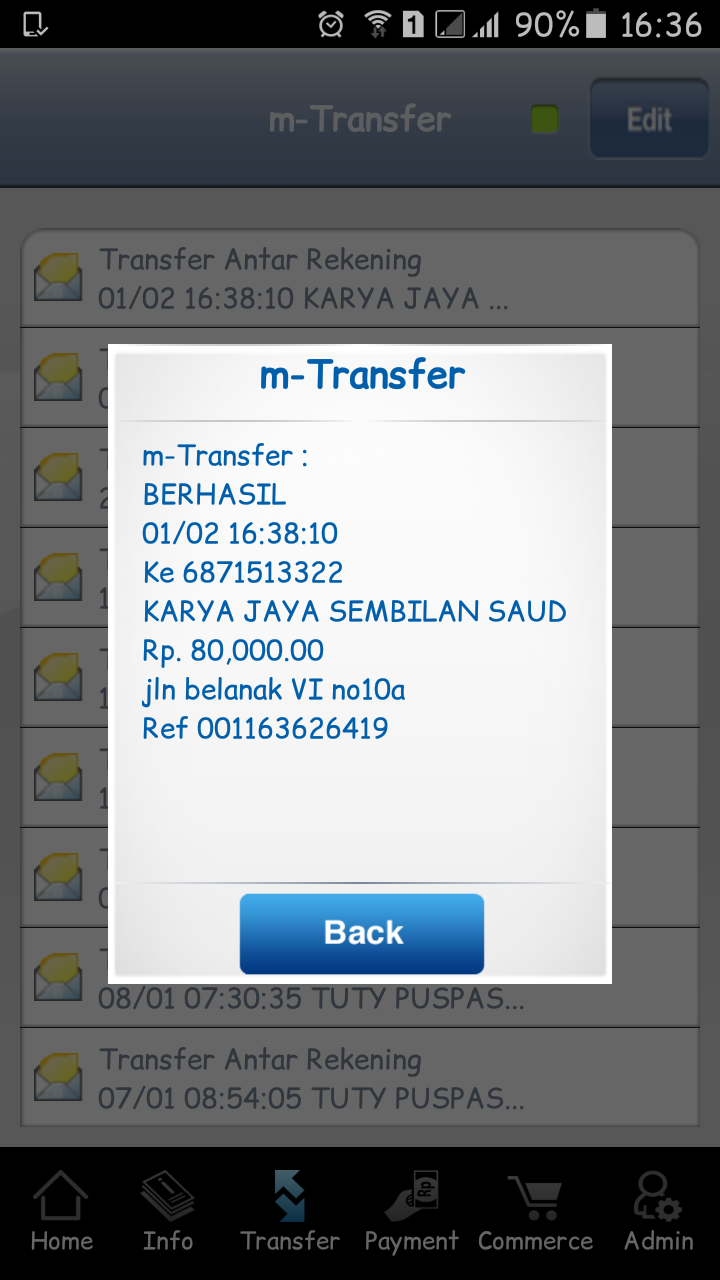 1 90% 16:36
m-Transfer Edit
Transfer Antar Rekening
01/02 16:38:10 KARYA JAYA ...
m-Transfer
m-Transfer :
BERHASIL
01/02 16:38:10
Ke 6871513322
KARYA JAYA SEMBILAN SAUD
Rp. 80,000.00
jln belanak VI no10a
Ref 001163626419
Back
08/01 07:30:35 TUTY PUSPAS...
Transfer Antar Rekening
07/01 08:54:05 TUTY PUSPAS...
Rp
Home Info Transfer Payment Commerce Admin